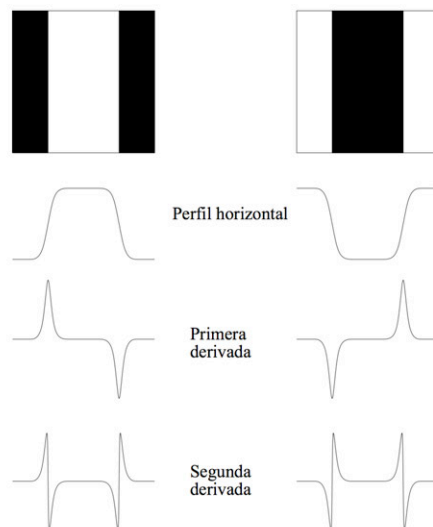 Perfil horizontal
Primera
derivada
Segunda
derivada